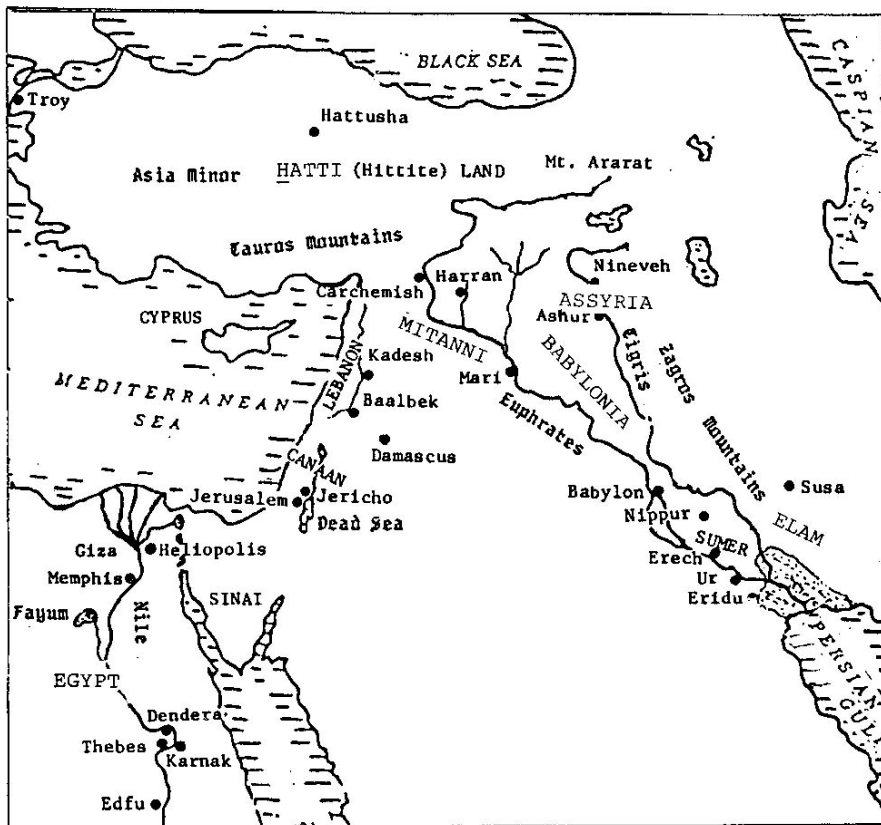 BLACK SEA
CASPIAN SEA
Troy
Hattusha
Asia Minor
HATTI (Hittite) LAND
Mt. Ararat
Tauros Mountains
Carchemish
Harran
Nineveh
ASSYRIA
Ashur
CYPRUS
MITANNI
LEBANON
Kadesh
Mari
BABYLONIA
Tigris
Zagros Mountains
MEDITERRANEAN
SEA
Baalbek
Euphrates
Damascus
CANAAN
Jerusalem
Jericho
Dead Sea
Babylon
Susa
Nippur
ELAM
SUMER
Erech
Ur
Eridu
PERSIAN
GULF
Giza
Heliopolis
Memphis
SINAI
Fayum
Nile
EGYPT
Dendera
Thebes
Karnak
Edfu